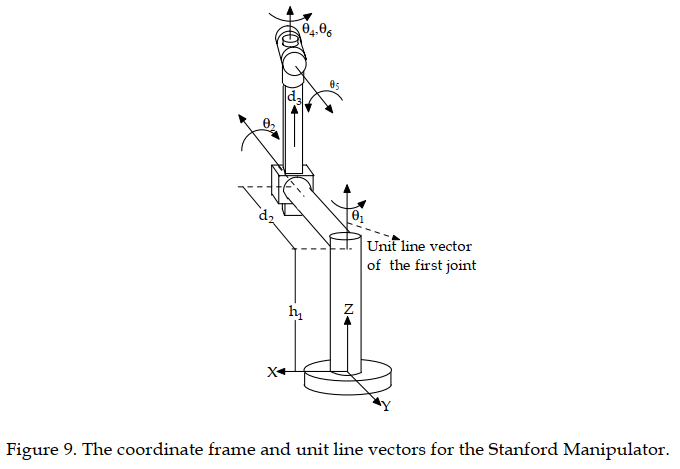 θ4,θ6
θ5
d3
θ2
d2
θ1
Unit line vector
of the first joint
h1
Z
X
Y
Figure 9. The coordinate frame and unit line vectors for the Stanford Manipulator.